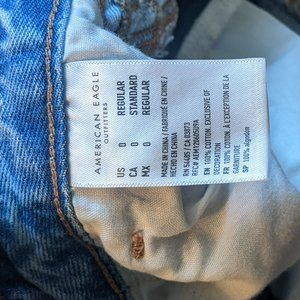 AMERICAN EAGLE
OUTFITTERS
US 0 REGULAR
CA 0 STANDARD
MX 0 REGULAR
MADE IN CHINA / FABRIQUÉ EN CHINE /
HECHO EN CHINA
RN 54485 / CA 03873
EN 100% COTTON. EXCLUSIVE OF
DECORATION
FR 100% COTON. À L'EXCEPTION DE LA
GARNITURE
SP 100% algodón